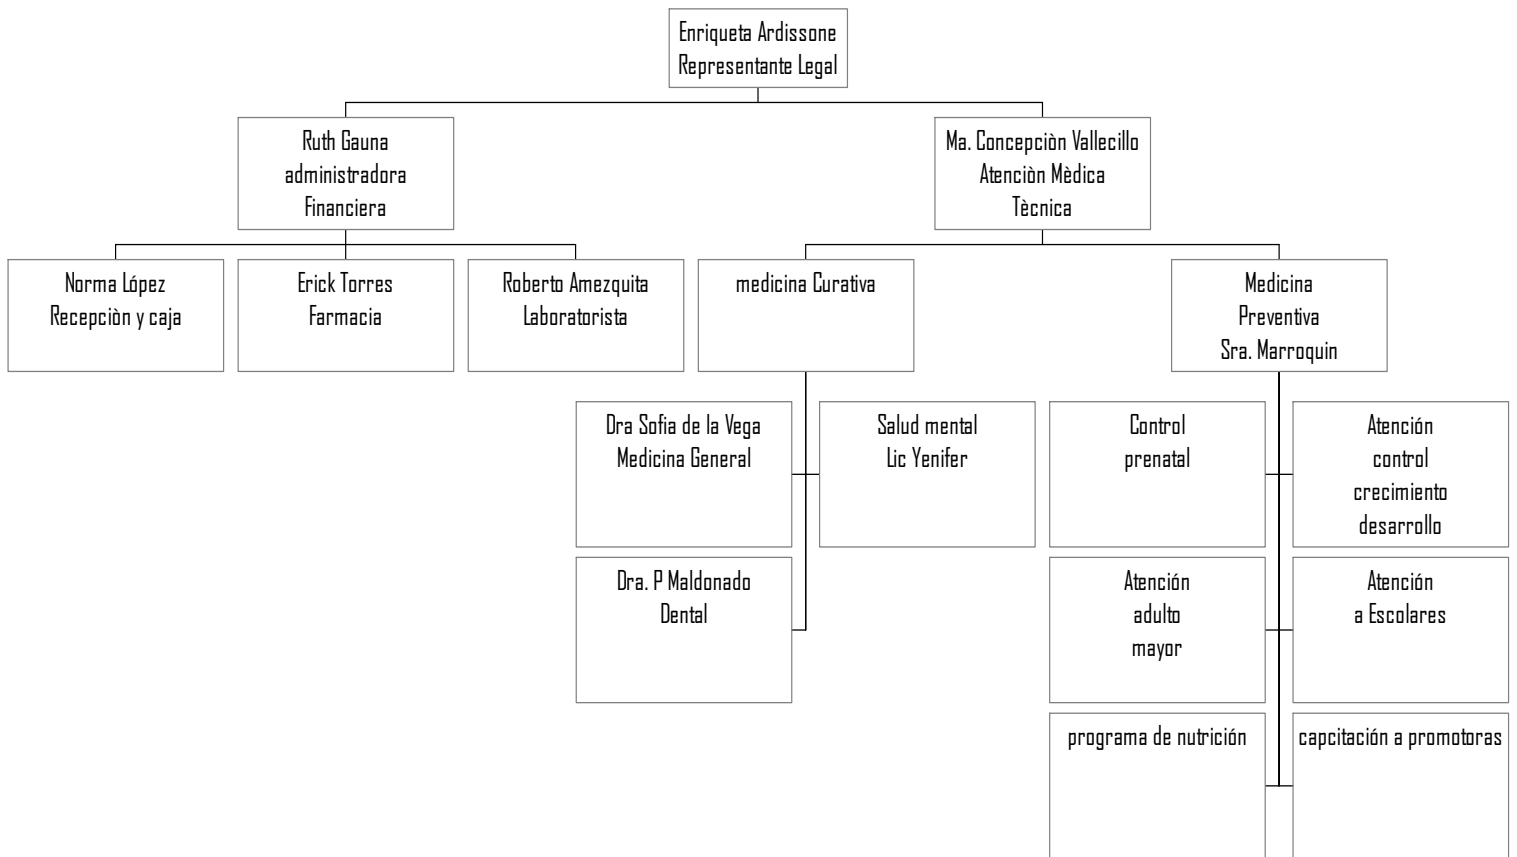 Enriqueta Ardissone
Representante Legal
Ruth Gauna
administradora
Financiera
Ma. Concepciòn Vallecillo
Atenciòn Mèdica
Tècnica
Norma López
Recepciòn y caja
Erick Torres
Farmacia
Roberto Amezquita
Laboratorista
medicina Curativa
Medicina
Preventiva
Sra. Marroquin
Dra Sofia de la Vega
Medicina General
Salud mental
Lic Yenifer
Control
prenatal
Atención
control
crecimiento
desarrollo
Dra. P Maldonado
Dental
Atención
adulto
mayor
Atención
a Escolares
programa de nutrición
capcitación a promotoras